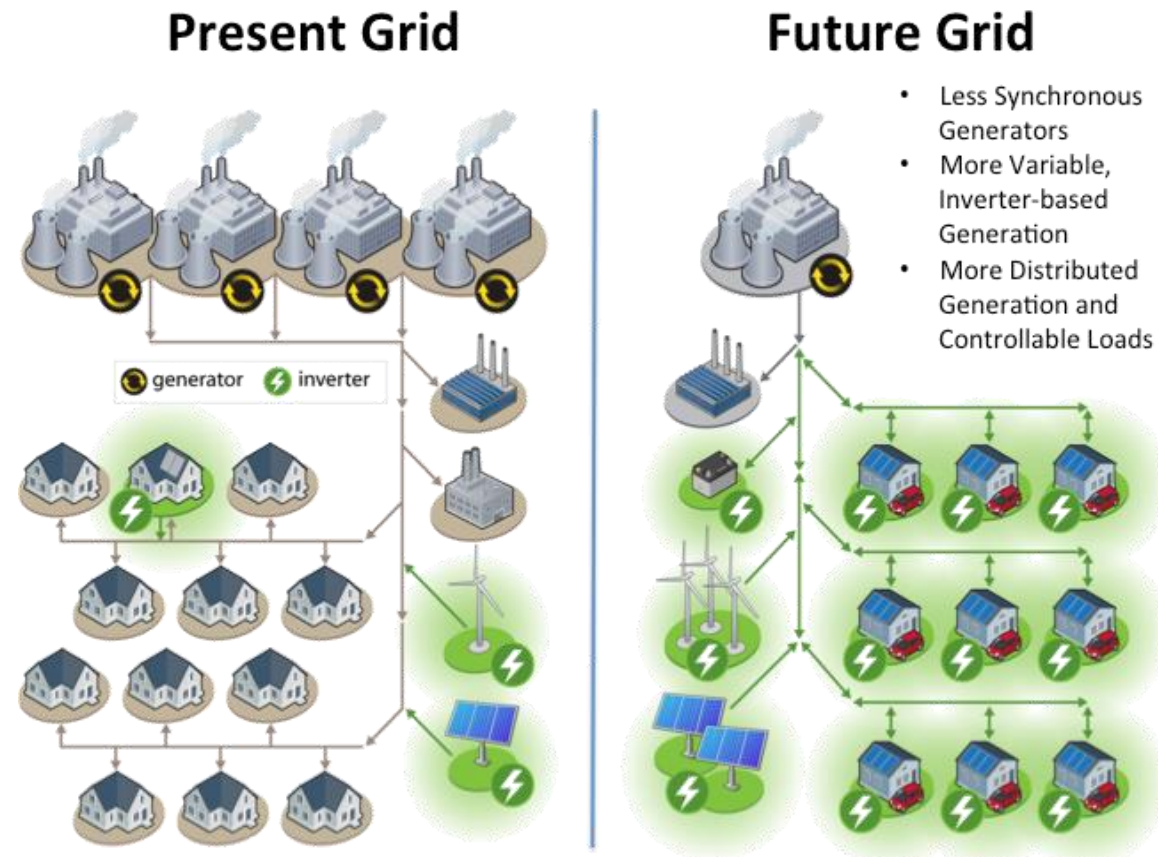 Present Grid
Future Grid
• Less Synchronous
Generators
• More Variable,
Inverter-based
Generation
• More Distributed
Generation and
Controllable Loads
generator inverter